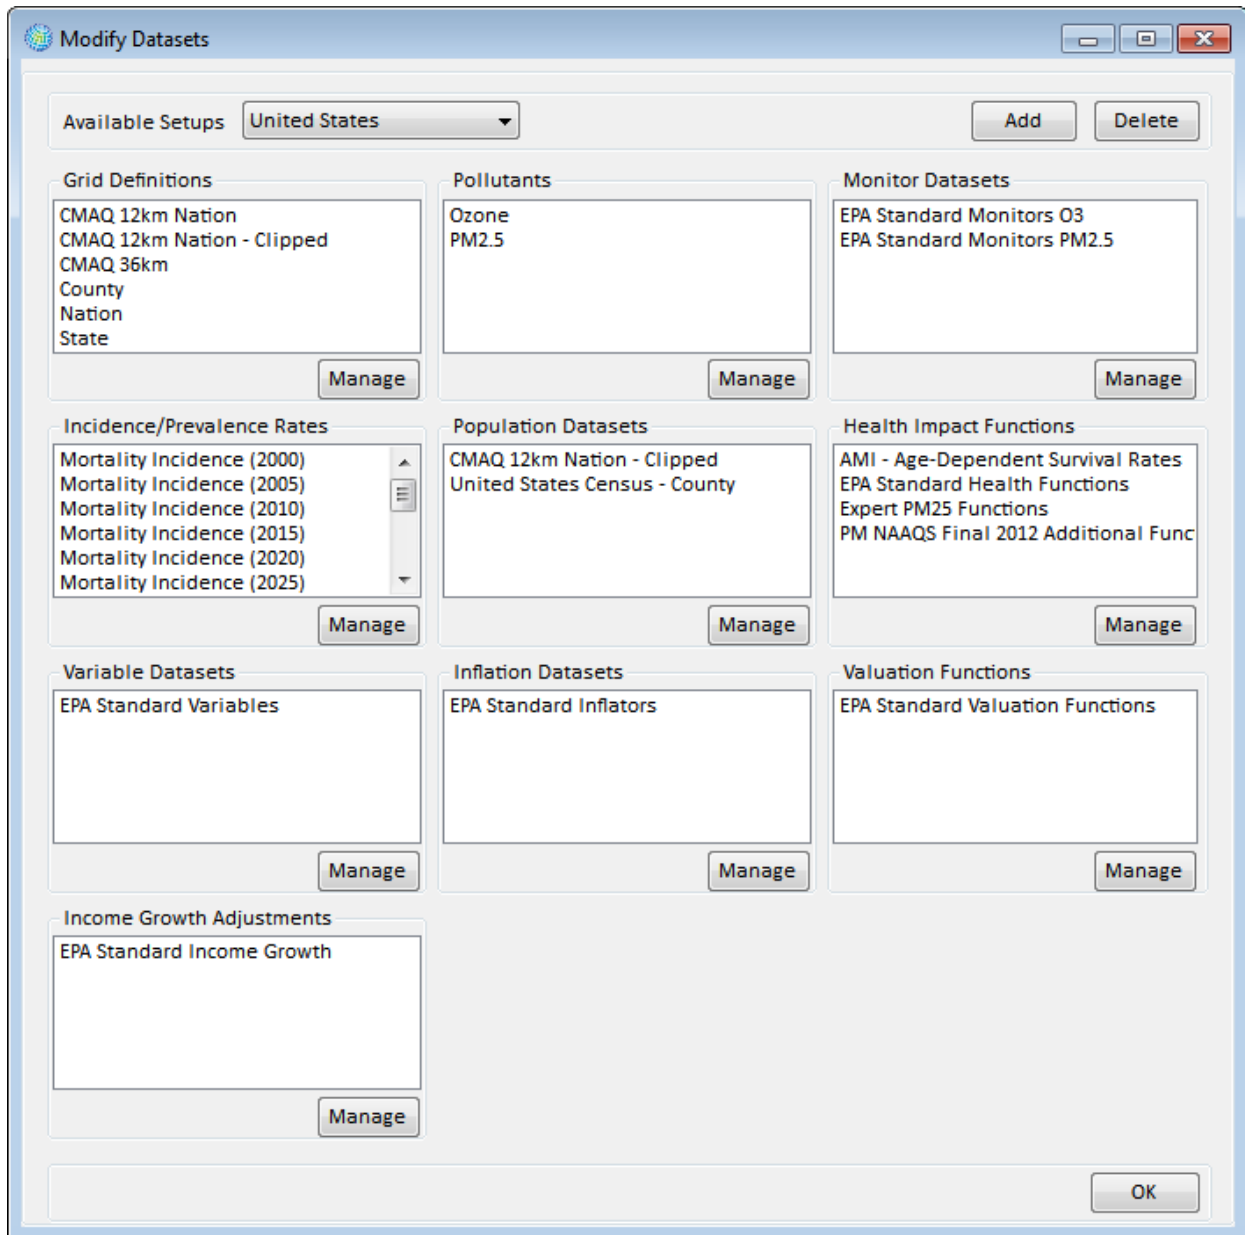 Modify Datasets
Available Setups United States Add Delete
Grid Definitions
CMAQ 12km Nation
CMAQ 12km Nation - Clipped
CMAQ 36km
County
Nation
State
Manage
Pollutants
Ozone
PM2.5
Manage
Monitor Datasets
EPA Standard Monitors O3
EPA Standard Monitors PM2.5
Manage
Incidence/Prevalence Rates
Mortality Incidence (2000)
Mortality Incidence (2005)
Mortality Incidence (2010)
Mortality Incidence (2015)
Mortality Incidence (2020)
Mortality Incidence (2025)
Manage
Population Datasets
CMAQ 12km Nation - Clipped
United States Census - County
Manage
Health Impact Functions
AMI - Age-Dependent Survival Rates
EPA Standard Health Functions
Expert PM25 Functions
PM NAAQS Final 2012 Additional Func
Manage
Variable Datasets
EPA Standard Variables
Manage
Inflation Datasets
EPA Standard Inflators
Manage
Valuation Functions
EPA Standard Valuation Functions
Manage
Income Growth Adjustments
EPA Standard Income Growth
Manage
OK